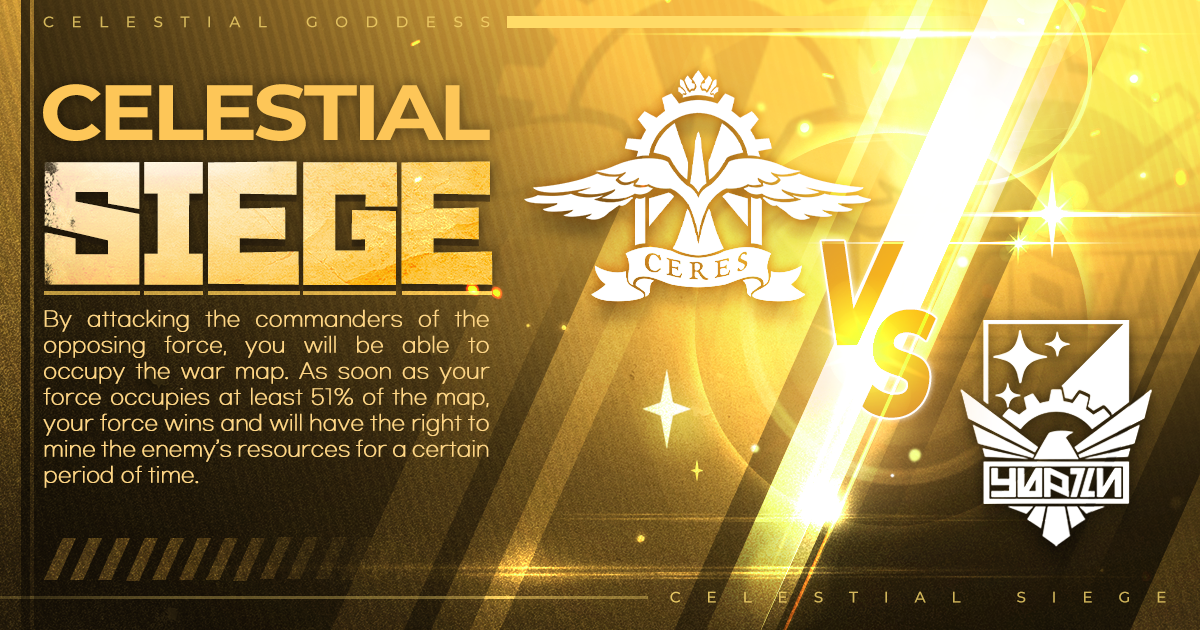 CELESTIAL GODDESS
CELESTIAL
SIEGE
By attacking the commanders of the
opposing force, you will be able to
occupy the war map. As soon as your
force occupies at least 51% of the map,
your force wins and will have the right to
mine the enemy's resources for a certain
period of time.
CERES
VS
CELESTIAL SIEGE